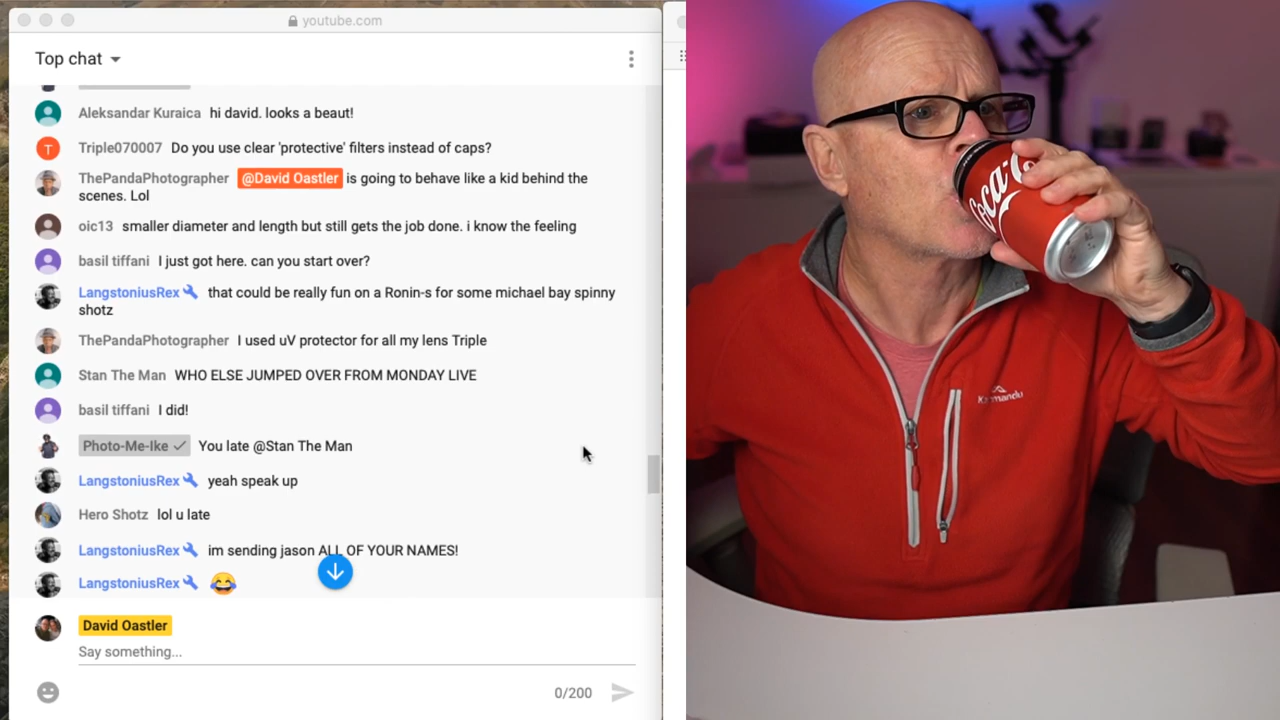 youtube.com
Top chat
Aleksandar Kuraica hi david. looks a beaut!
T Triple070007 Do you use clear 'protective' filters instead of caps?
ThePandaPhotographer @David Oastler is going to behave like a kid behind the
scenes. Lol
oic13 smaller diameter and length but still gets the job done. i know the feeling
basil tiffani I just got here. can you start over?
LangstoniusRex that could be really fun on a Ronin-s for some michael bay spinny
shotz
ThePandaPhotographer I used uV protector for all my lens Triple
Stan The Man WHO ELSE JUMPED OVER FROM MONDAY LIVE
basil tiffani I did!
Photo-Me-Ike You late @Stan The Man
LangstoniusRex yeah speak up
Hero Shotz lol u late
LangstoniusRex im sending jason ALL OF YOUR NAMES!
LangstoniusRex 😂
David Oastler
Say something...
0/200
Coca-Co
Kathmandu